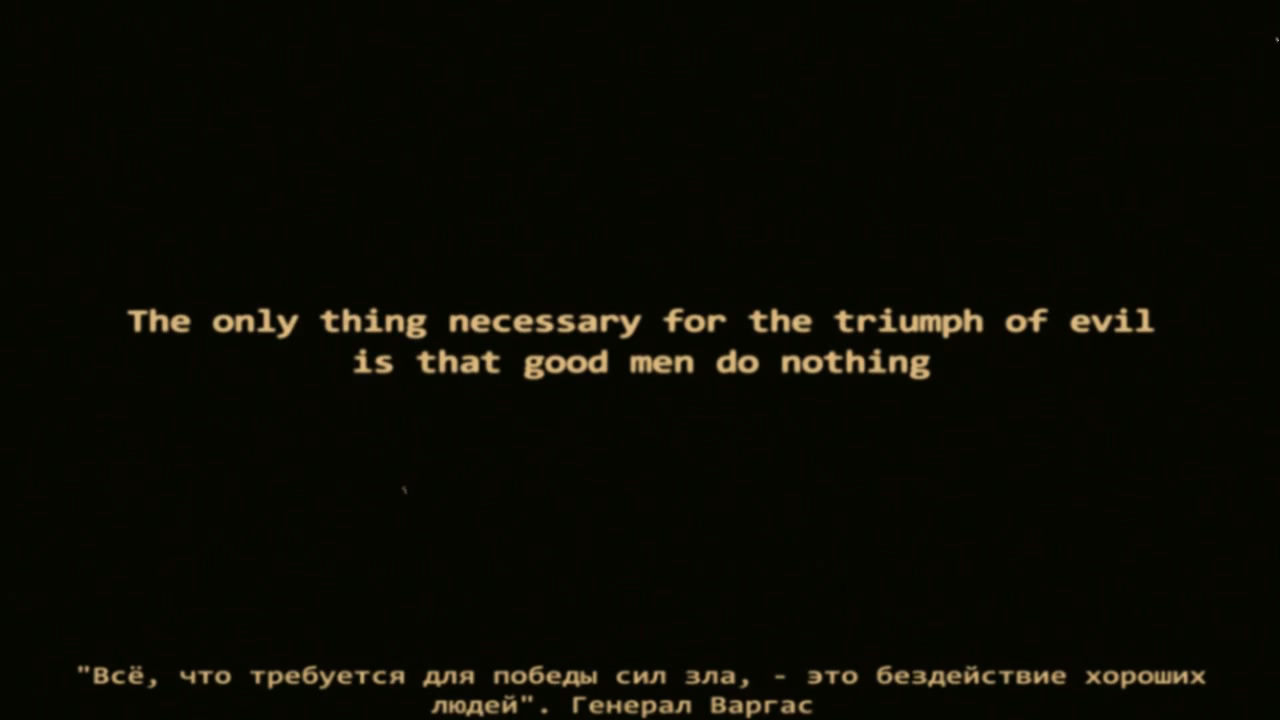 The only thing necessary for the triumph of evil
is that good men do nothing
"Всё, что требуется для победы сил зла, - это бездействие хороших
людей". Генерал Варгас